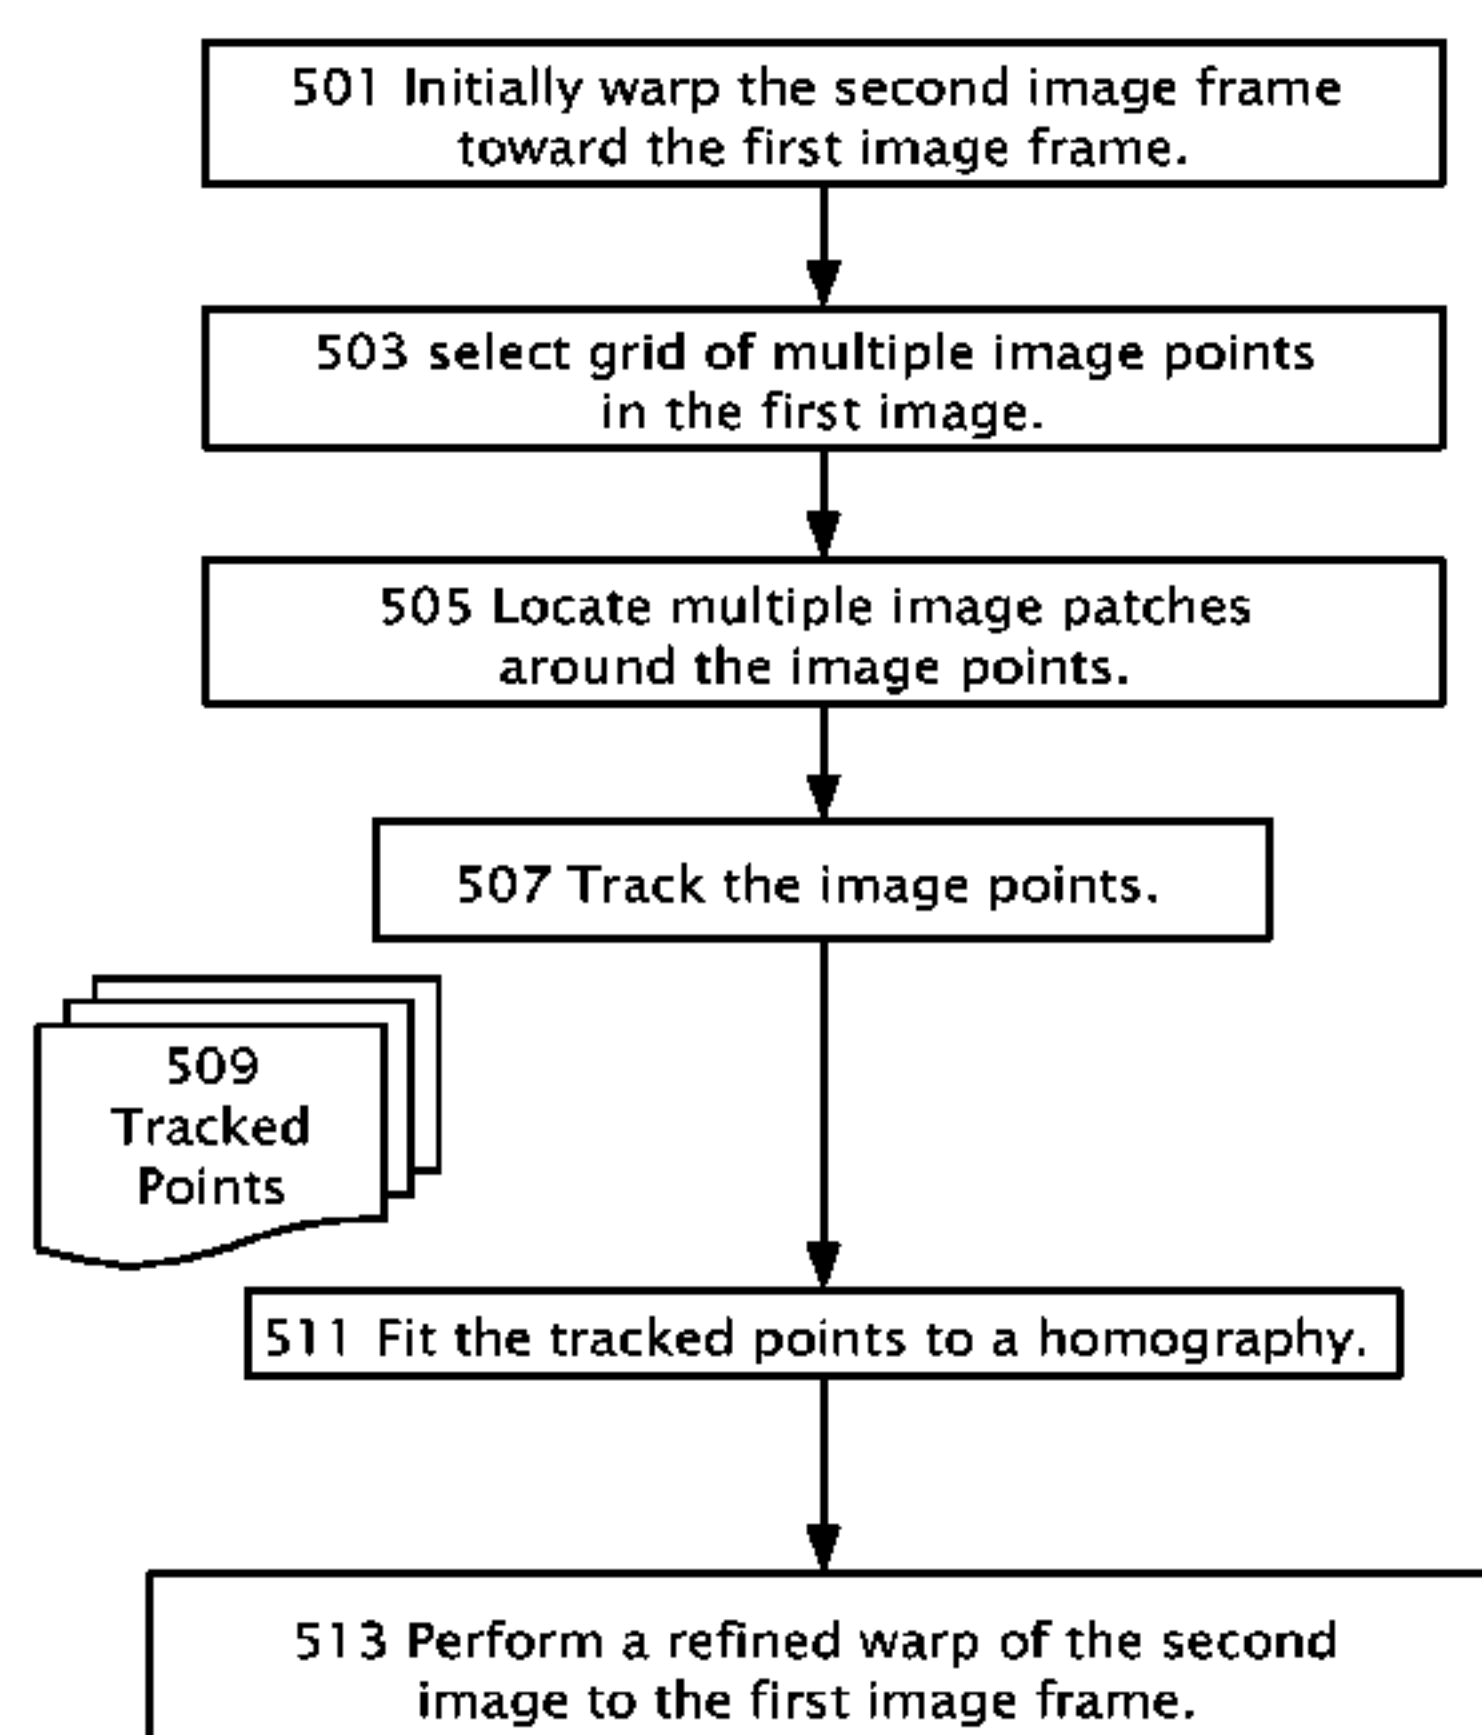 501 Initially warp the second image frame
toward the first image frame.
503 select grid of multiple image points
in the first image.
505 Locate multiple image patches
around the image points.
507 Track the image points.
509
Tracked
Points
511 Fit the tracked points to a homography.
513 Perform a refined warp of the second
image to the first image frame.